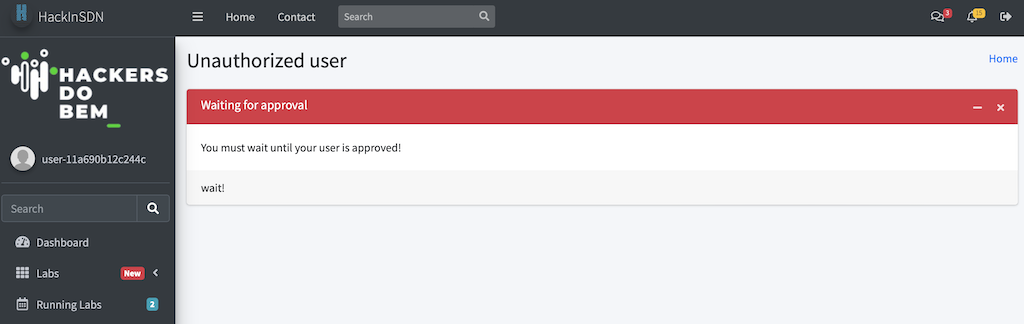 HackInSDN
Home
Contact
Search
3
15
HACKERS
DO
BEM
user-11a690b12c244c
Search
Dashboard
Labs
New
Running Labs
2
Unauthorized user
Home
Waiting for approval
You must wait until your user is approved!
wait!